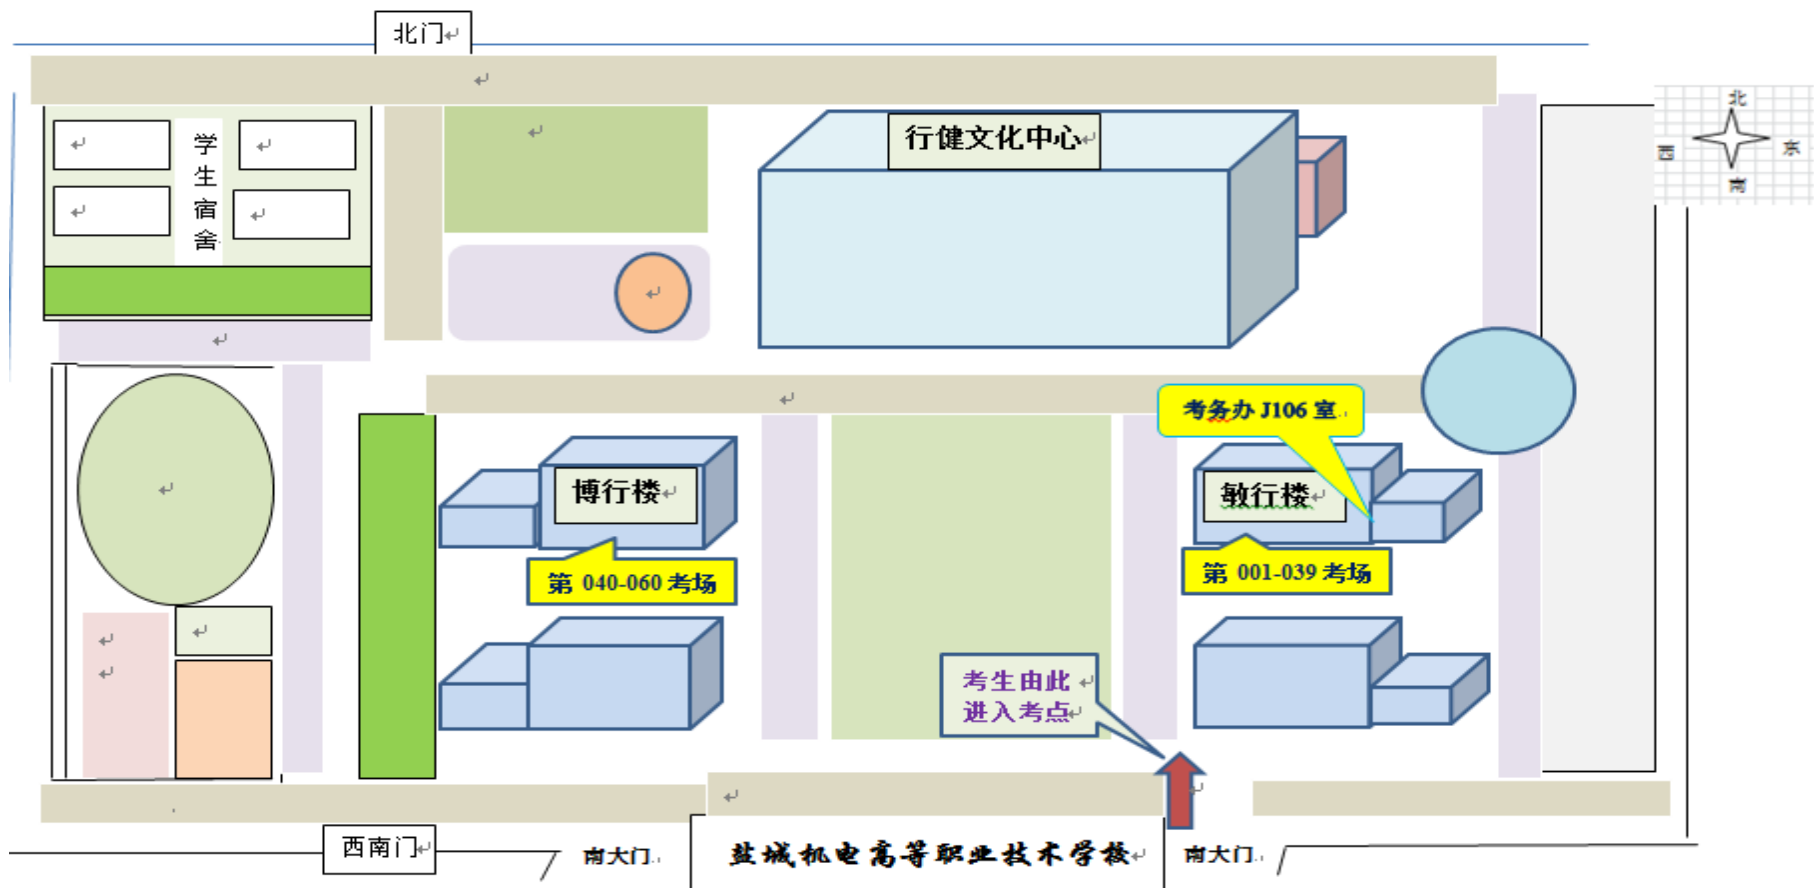 北门
学生宿舍
行健文化中心
北
西
东
南
考务办 J106 室
博行楼
敏行楼
第 040-060 考场
第 001-039 考场
考生由此
进入考点
西南门
南大门
盐城机电高等职业技术学校
南大门